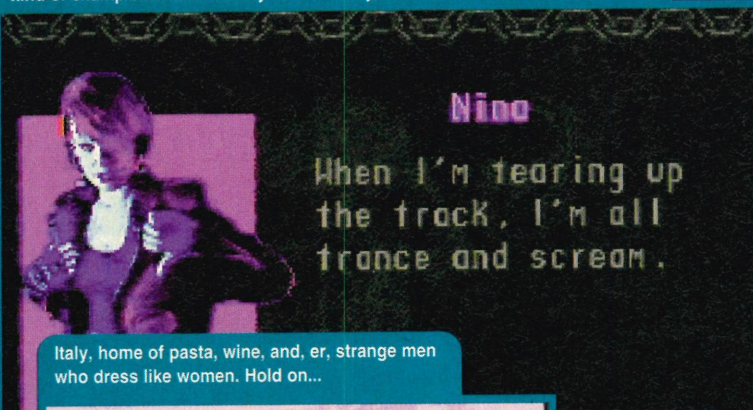 Nina
When I'm tearing up
the track, I'm all
trance and scream.
Italy, home of pasta, wine, and, er, strange men
who dress like women. Hold on...